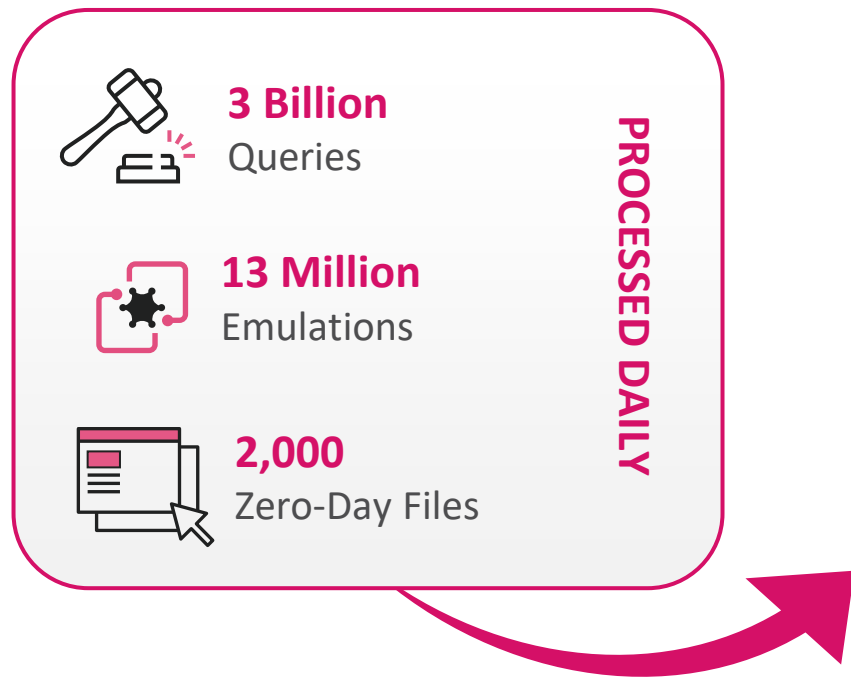 3 Billion
Queries
13 Million
Emulations
2,000
Zero-Day Files
PROCESSED DAILY